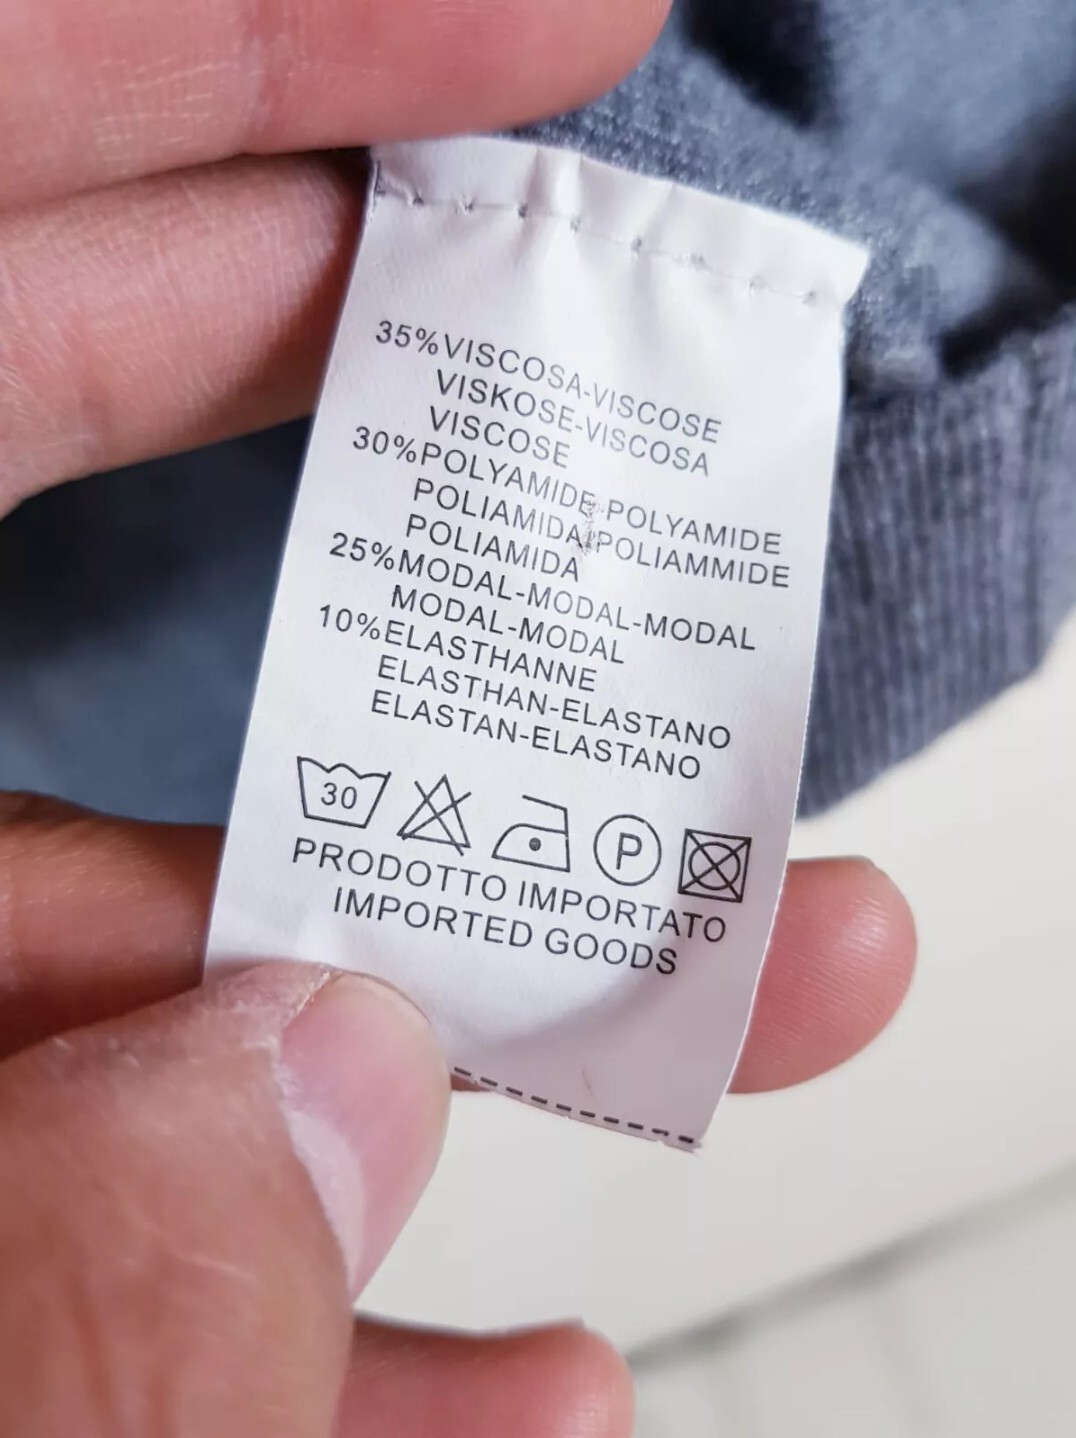 35%VISCOSA-VISCOSE
VISKOSE-VISCOSA
VISCOSE
30%POLYAMIDE-POLYAMIDE
POLIAMIDA-POLIAMMIDE
POLIAMIDA
25%MODAL-MODAL-MODAL
MODAL-MODAL
10%ELASTHANNE
ELASTHAN-ELASTANO
ELASTAN-ELASTANO
30
P
PRODOTTO IMPORTATO
IMPORTED GOODS